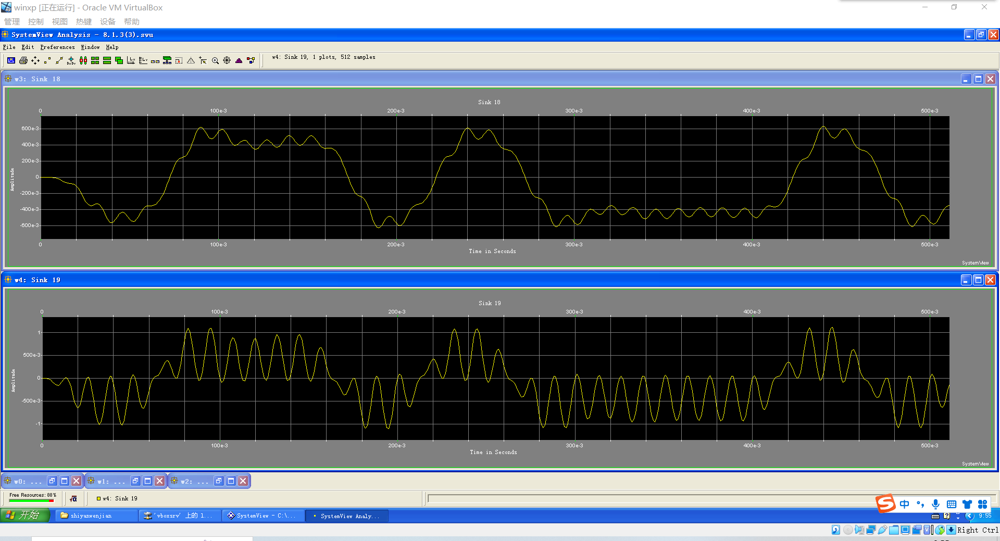 winxp [正在运行] - Oracle VM VirtualBox
管理 控制 视图 热键 设备 帮助
SystemView Analysis - 8.1.3(3).svu
File Edit Preferences Window Help
w4: Sink 19, 1 plots, 512 samples
w3: Sink 18
Sink 18
0 100e-3 200e-3 300e-3 400e-3 500e-3
600e-3
400e-3
200e-3
0
-200e-3
-400e-3
-600e-3
Amplitude
0 100e-3 200e-3 300e-3 400e-3 500e-3
Time in Seconds
SystemView
w4: Sink 19
Sink 19
0 100e-3 200e-3 300e-3 400e-3 500e-3
1
500e-3
0
-500e-3
-1
Amplitude
0 100e-3 200e-3 300e-3 400e-3 500e-3
Time in Seconds
SystemView
w0: ... w1: ... w2: ...
Free Resources: 88%
√α
w4: Sink 19
中
开始 shiyanwenjian 'vboxsrv' 上的 l... SystemView - C:\... SystemView Analy...
9:55
Right Ctrl